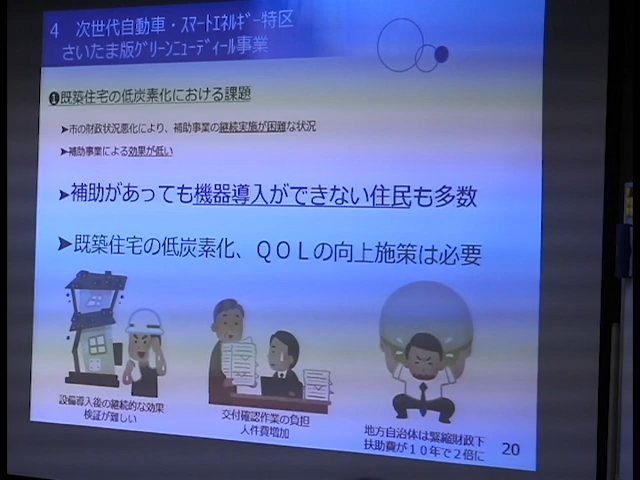 4　次世代自動車・ｽﾏｰﾄｴﾈﾙｷﾞｰ特区
さいたま版ｸﾞﾘｰﾝﾆｭｰﾃﾞｨｰﾙ事業
❶既築住宅の低炭素化における課題
➤市の財政状況悪化により、補助事業の継続実施が困難な状況
➤補助事業による効果が低い
➤補助があっても機器導入ができない住民も多数
➤既築住宅の低炭素化、ＱＯＬの向上施策は必要
設備導入後の継続的な効果
検証が難しい
交付確認作業の負担
人件費増加
地方自治体は緊縮財政下
扶助費が１０年で２倍に
20